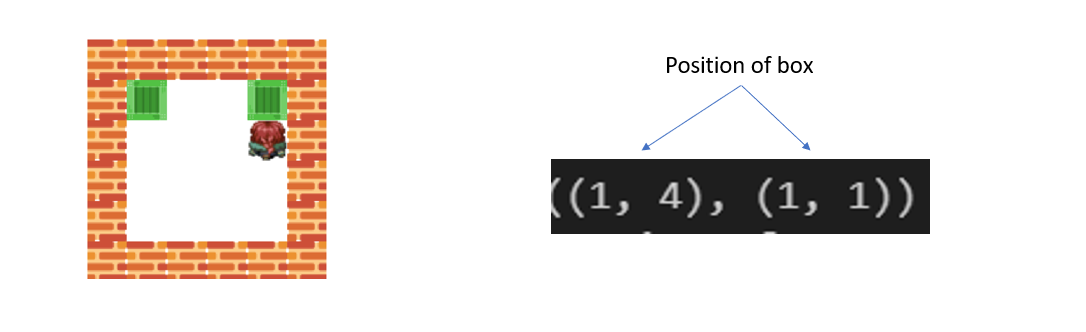 Position of box
((1, 4), (1, 1))